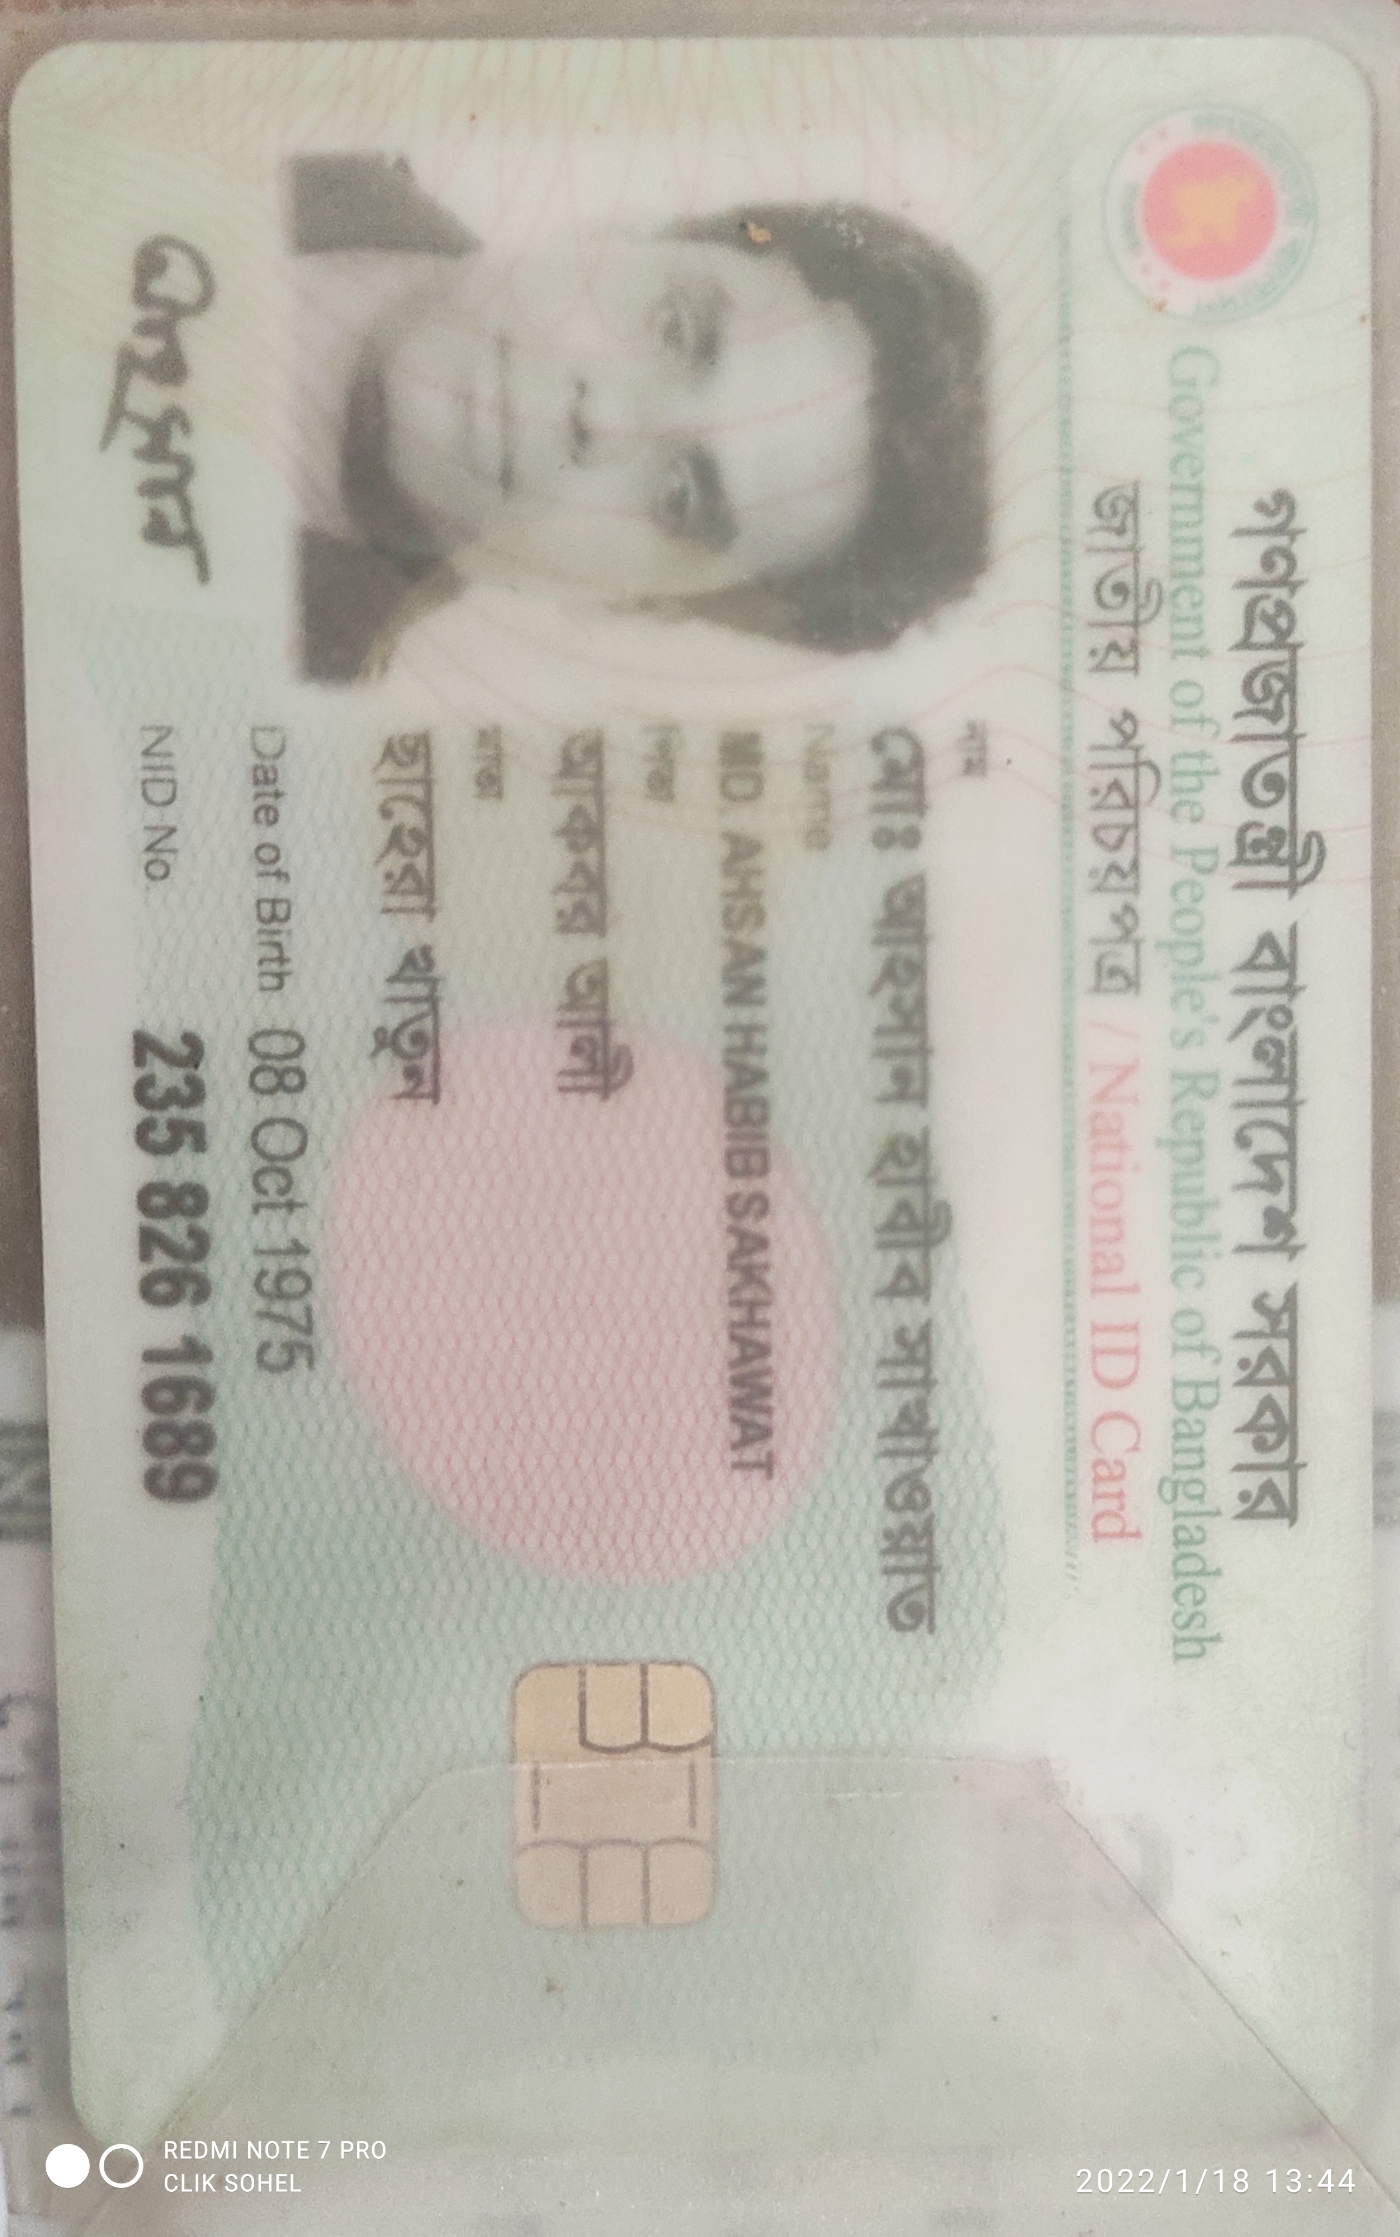 গণপ্রজাতন্ত্রী বাংলাদেশ সরকার
Government of the People's Republic of Bangladesh
জাতীয় পরিচয়পত্র / National ID Card
নাম
মোঃ আহসান হাবীব সাখাওয়াত
Name
MD. AHSAN HABIB SAKHAWAT
পিতা
আকবর আলী
মাতা
ছাহেরা খাতুন
Date of Birth 08 Oct 1975
NID No. 235 826 1689
REDMI NOTE 7 PRO
CLIK SOHEL
2022/1/18 13:44